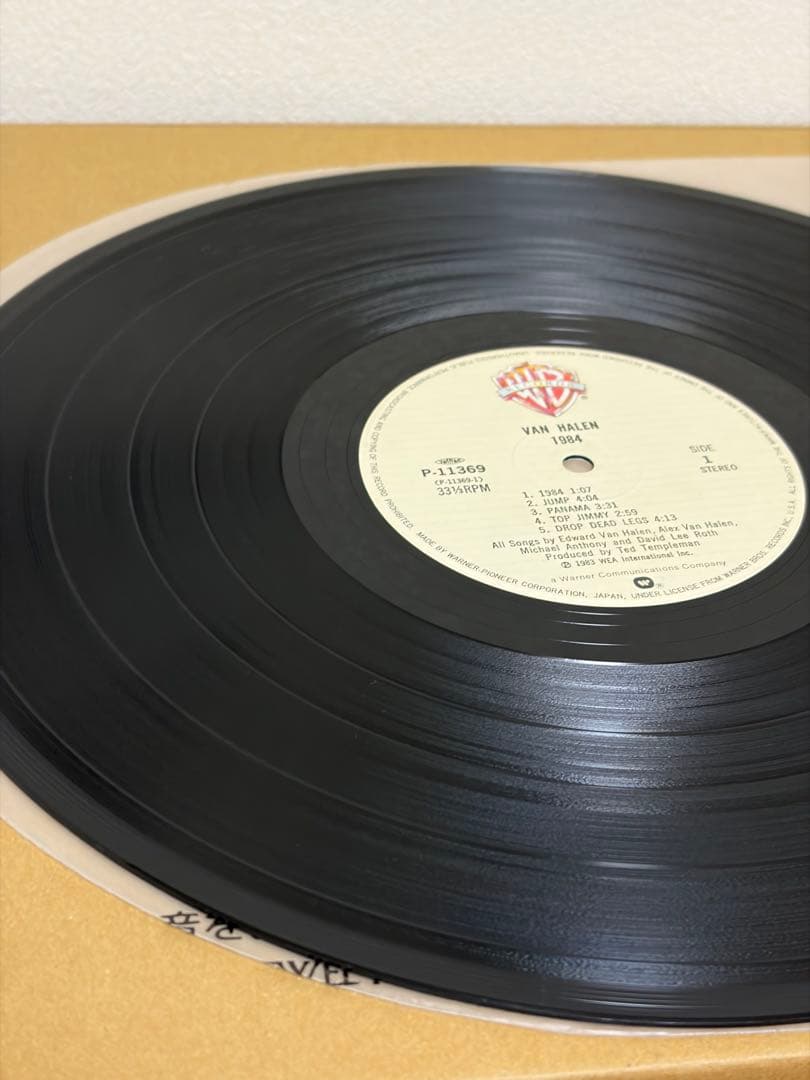 VAN HALEN
1984
P-11369
(P-11369-1)
33⅓RPM
SIDE
1
STEREO
1. 1984 1:07
2. JUMP 4:04
3. PANAMA 3:31
4. TOP JIMMY 2:59
5. DROP DEAD LEGS 4:13
All Songs by Edward Van Halen, Alex Van Halen,
Michael Anthony and David Lee Roth
Produced by Ted Templeman
Ⓟ 1983 WEA International Inc.
a Warner Communications Company
MADE BY WARNER-PIONEER CORPORATION, JAPAN, UNDER LICENSE FROM WARNER BROS. RECORDS INC., U.S.A.
音を